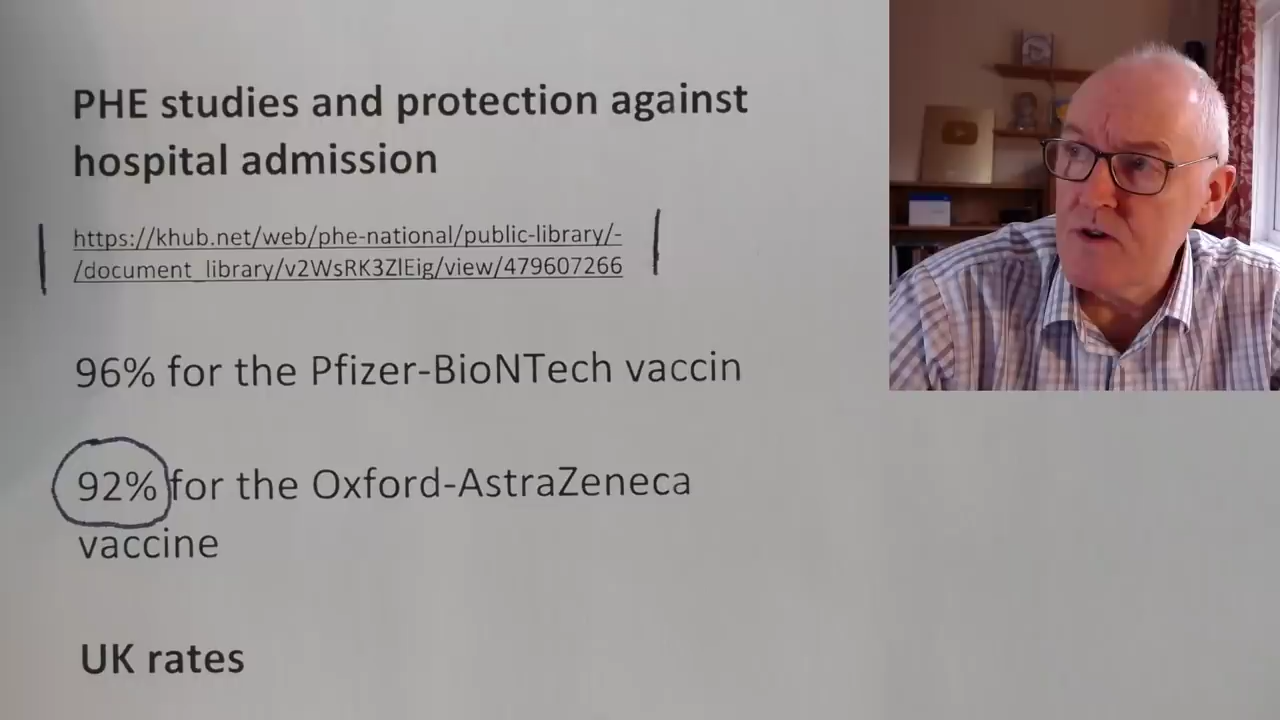 PHE studies and protection against
hospital admission
https://khub.net/web/phe-national/public-library/-
/document_library/v2WsRK3ZlEig/view/479607266
96% for the Pfizer-BioNTech vaccin
92% for the Oxford-AstraZeneca
vaccine
UK rates